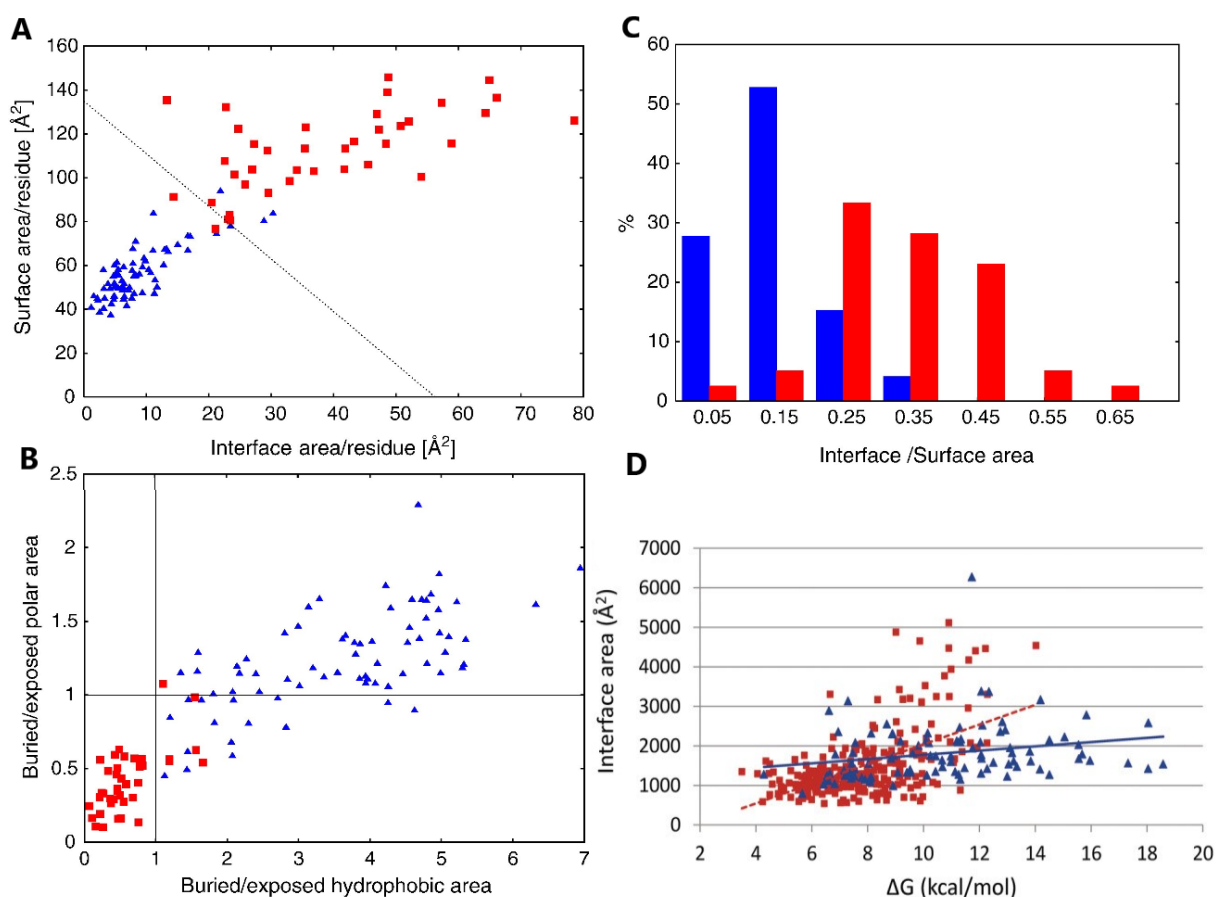 A
Surface area/residue [Å²]
160
140
120
100
80
60
40
20
0
0 10 20 30 40 50 60 70 80
Interface area/residue [Å²]
C
%
60
50
40
30
20
10
0
0.05 0.15 0.25 0.35 0.45 0.55 0.65
Interface /Surface area
B
Buried/exposed polar area
2.5
2
1.5
1
0.5
0
0 1 2 3 4 5 6 7
Buried/exposed hydrophobic area
D
Interface area (Å²)
7000
6000
5000
4000
3000
2000
1000
0
2 4 6 8 10 12 14 16 18 20
ΔG (kcal/mol)